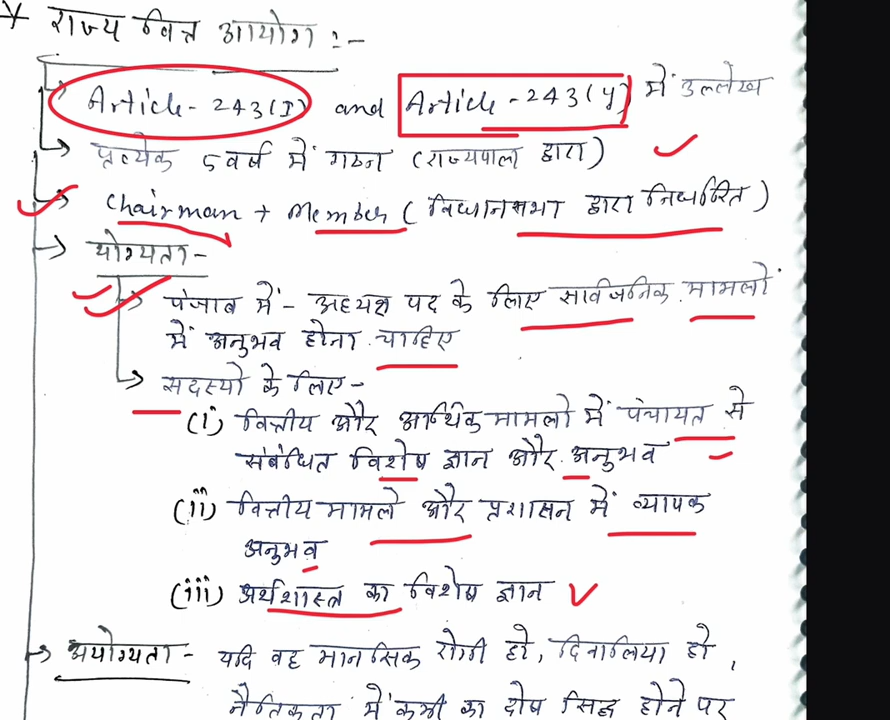 * राज्य वित्त आयोग :-
Article - 243(I) and Article - 243(Y) में उल्लेख
प्रत्येक 5 वर्ष में गठन (राज्यपाल द्वारा)
Chairman + Member (विधानसभा द्वारा निर्धारित)
योग्यता -
पंजाब में - अध्यक्ष पद के लिए सार्वजनिक मामलों
में अनुभव होना चाहिए
सदस्यो के लिए -
(i) वित्तीय और आर्थिक मामलो में पंचायत से
संबंधित विशेष ज्ञान और अनुभव
(ii) वित्तीय मामले और प्रशासन में व्यापक
अनुभव
(iii) अर्थशास्त्र का विशेष ज्ञान
अयोग्यता - यदि वह मानसिक रोगी हो, दिवालिया हो,
नैतिकता में कमी का दोष सिद्ध होने पर